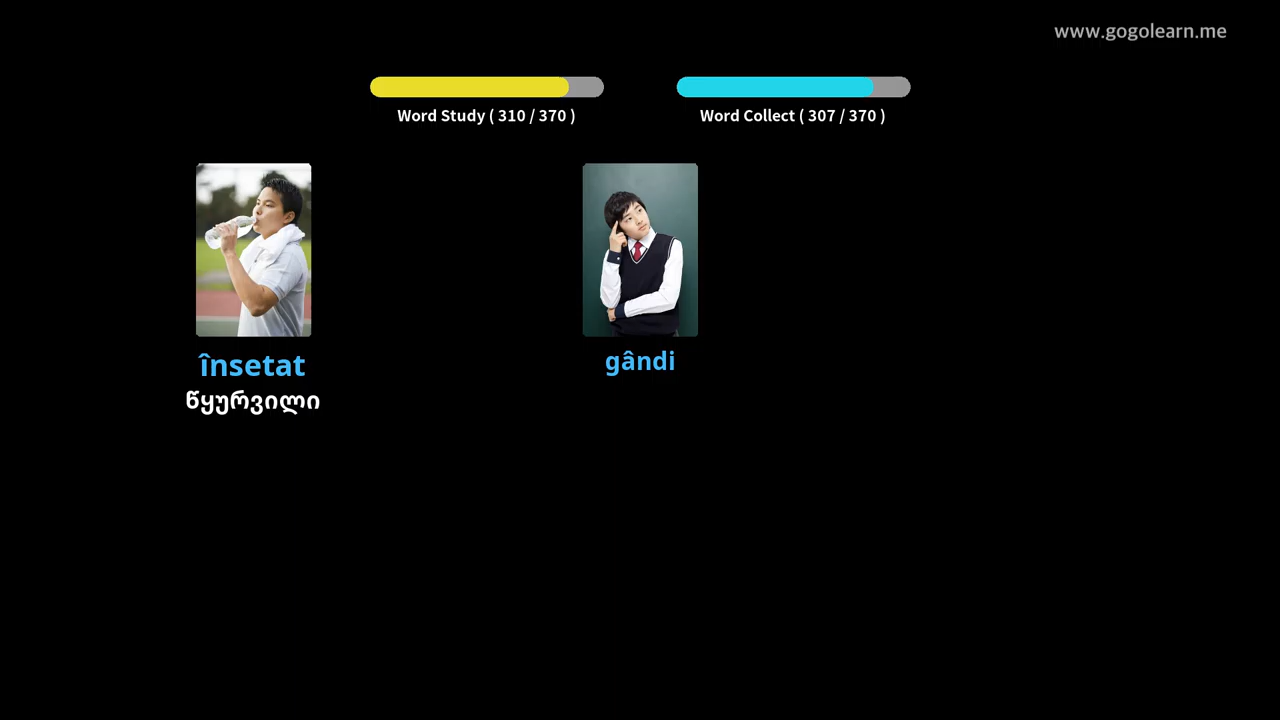 www.gogolearn.me
Word Study ( 310 / 370 )
Word Collect ( 307 / 370 )
însetat
წყურვილი
gândi